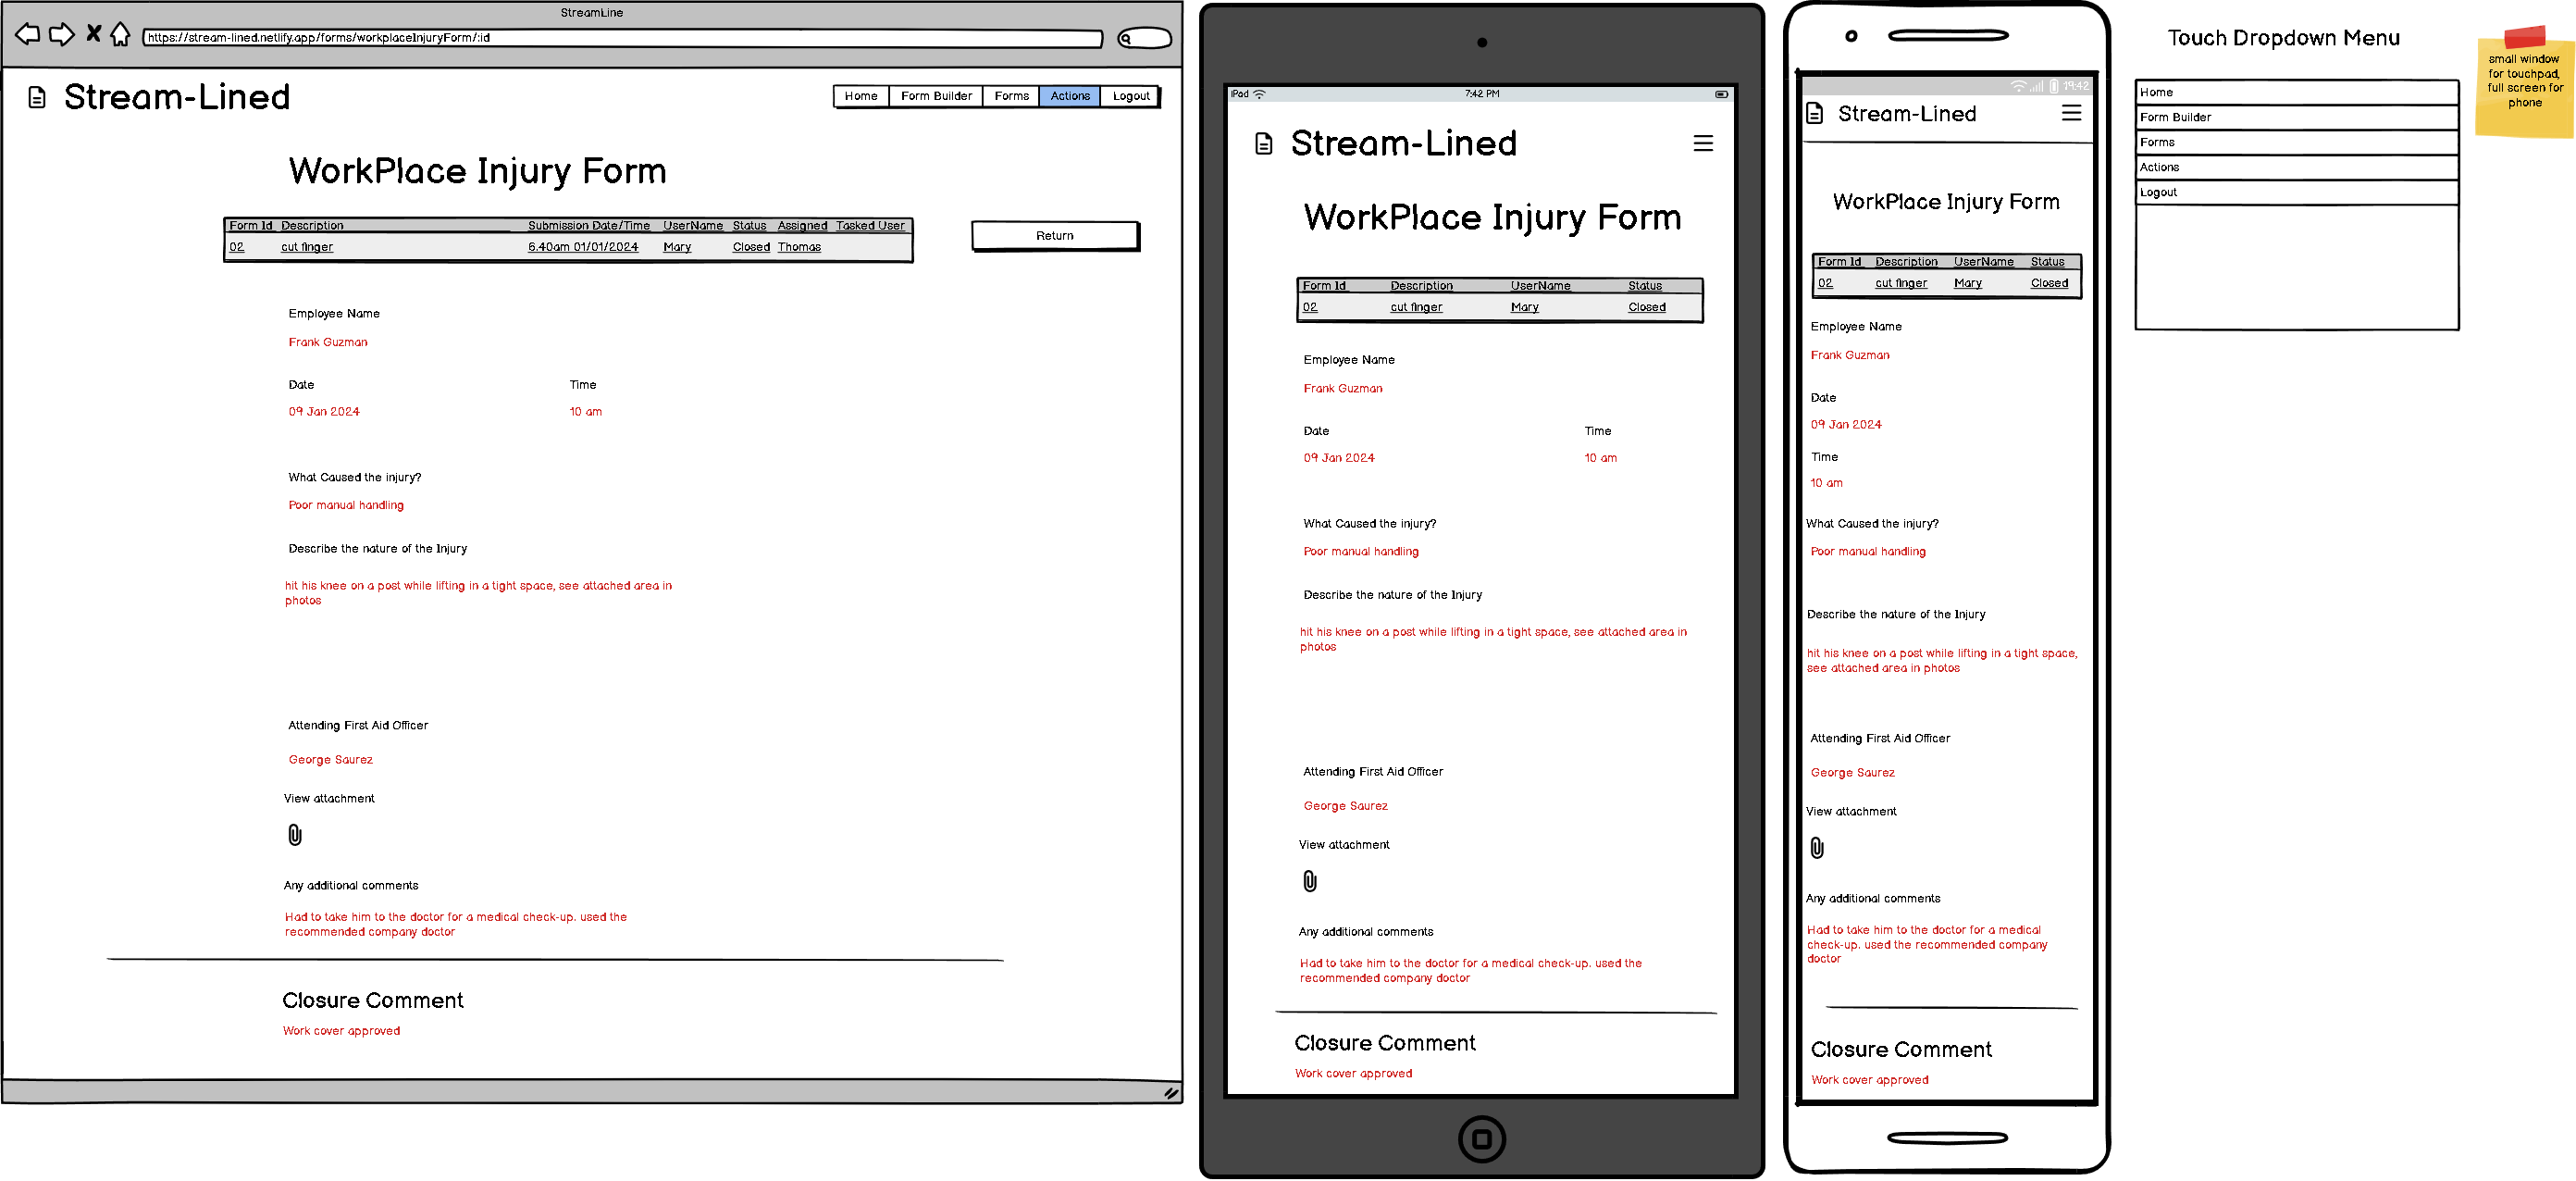 StreamLine
https://stream-lined.netlify.app/forms/workplaceInjuryForm/:id
Stream-Lined
Home Form Builder Forms Actions Logout
WorkPlace Injury Form
Form Id Description Submission Date/Time UserName Status Assigned Tasked User
02 cut finger 6.40am 01/01/2024 Mary Closed Thomas
Return
Employee Name
Frank Guzman
Date Time
09 Jan 2024 10 am
What Caused the injury?
Poor manual handling
Describe the nature of the Injury
hit his knee on a post while lifting in a tight space, see attached area in
photos
Attending First Aid Officer
George Saurez
View attachment
Any additional comments
Had to take him to the doctor for a medical check-up. used the
recommended company doctor
Closure Comment
Work cover approved
iPad 7:42 PM
Stream-Lined
WorkPlace Injury Form
Form Id Description UserName Status
02 cut finger Mary Closed
Employee Name
Frank Guzman
Date Time
09 Jan 2024 10 am
What Caused the injury?
Poor manual handling
Describe the nature of the Injury
hit his knee on a post while lifting in a tight space, see attached area in
photos
Attending First Aid Officer
George Saurez
View attachment
Any additional comments
Had to take him to the doctor for a medical check-up. used the
recommended company doctor
Closure Comment
Work cover approved
19:42
Stream-Lined
WorkPlace Injury Form
Form Id Description UserName Status
02 cut finger Mary Closed
Employee Name
Frank Guzman
Date
09 Jan 2024
Time
10 am
What Caused the injury?
Poor manual handling
Describe the nature of the Injury
hit his knee on a post while lifting in a tight space,
see attached area in photos
Attending First Aid Officer
George Saurez
View attachment
Any additional comments
Had to take him to the doctor for a medical
check-up. used the recommended company
doctor
Closure Comment
Work cover approved
Touch Dropdown Menu
Home
Form Builder
Forms
Actions
Logout
small window
for touchpad,
full screen for
phone